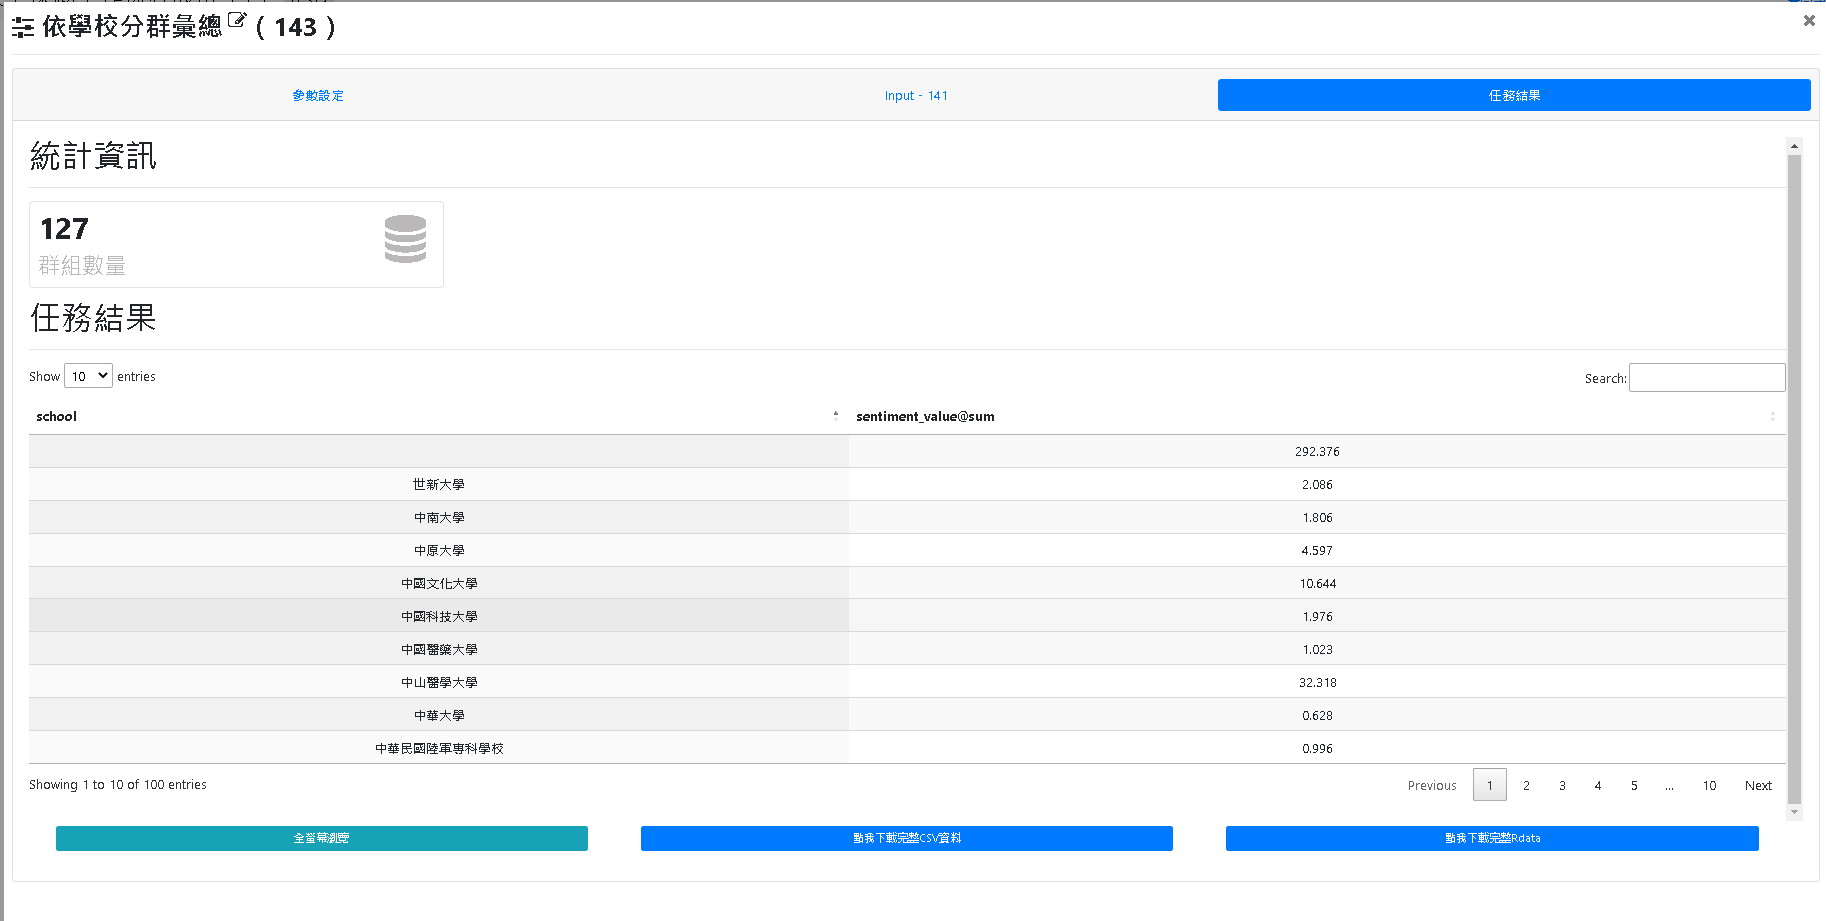 依學校分群彙總 ( 143 )
參數設定
Input - 141
任務結果
統計資訊
127
群組數量
任務結果
Show 10 entries
Search:
school sentiment_value@sum
292.376
世新大學 2.086
中南大學 1.806
中原大學 4.597
中國文化大學 10.644
中國科技大學 1.976
中國醫藥大學 1.023
中山醫學大學 32.318
中華大學 0.628
中華民國陸軍專科學校 0.996
Showing 1 to 10 of 100 entries
Previous 1 2 3 4 5 ... 10 Next
全螢幕瀏覽
點我下載完整CSV資料
點我下載完整Rdata